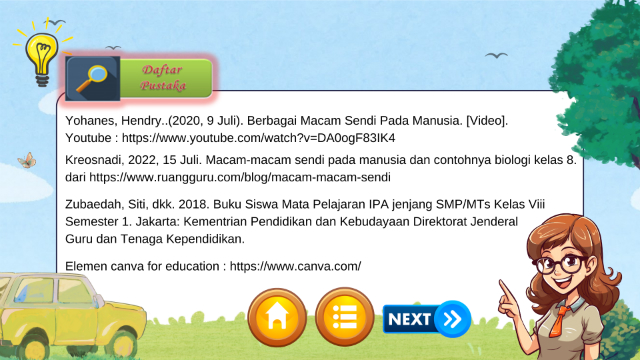 Daftar
Pustaka
Yohanes, Hendry..(2020, 9 Juli). Berbagai Macam Sendi Pada Manusia. [Video].
Youtube : https://www.youtube.com/watch?v=DA0ogF83IK4
Kreosnadi, 2022, 15 Juli. Macam-macam sendi pada manusia dan contohnya biologi kelas 8.
dari https://www.ruangguru.com/blog/macam-macam-sendi
Zubaedah, Siti, dkk. 2018. Buku Siswa Mata Pelajaran IPA jenjang SMP/MTs Kelas Viii
Semester 1. Jakarta: Kementrian Pendidikan dan Kebudayaan Direktorat Jenderal
Guru dan Tenaga Kependidikan.
Elemen canva for education : https://www.canva.com/
NEXT